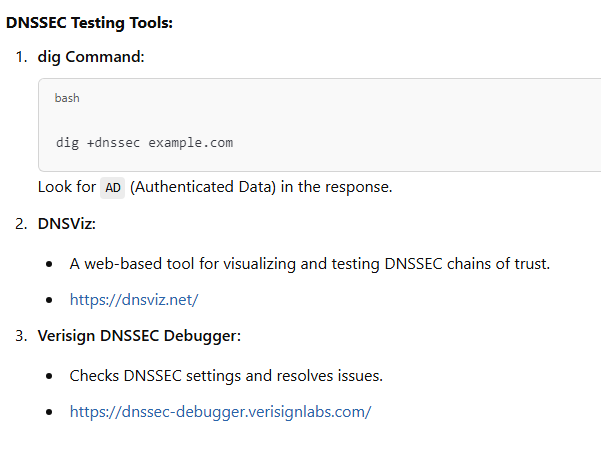 DNSSEC Testing Tools:
1. dig Command:
bash
dig +dnssec example.com
Look for AD (Authenticated Data) in the response.
2. DNSViz:
• A web-based tool for visualizing and testing DNSSEC chains of trust.
• https://dnsviz.net/
3. Verisign DNSSEC Debugger:
• Checks DNSSEC settings and resolves issues.
• https://dnssec-debugger.verisignlabs.com/